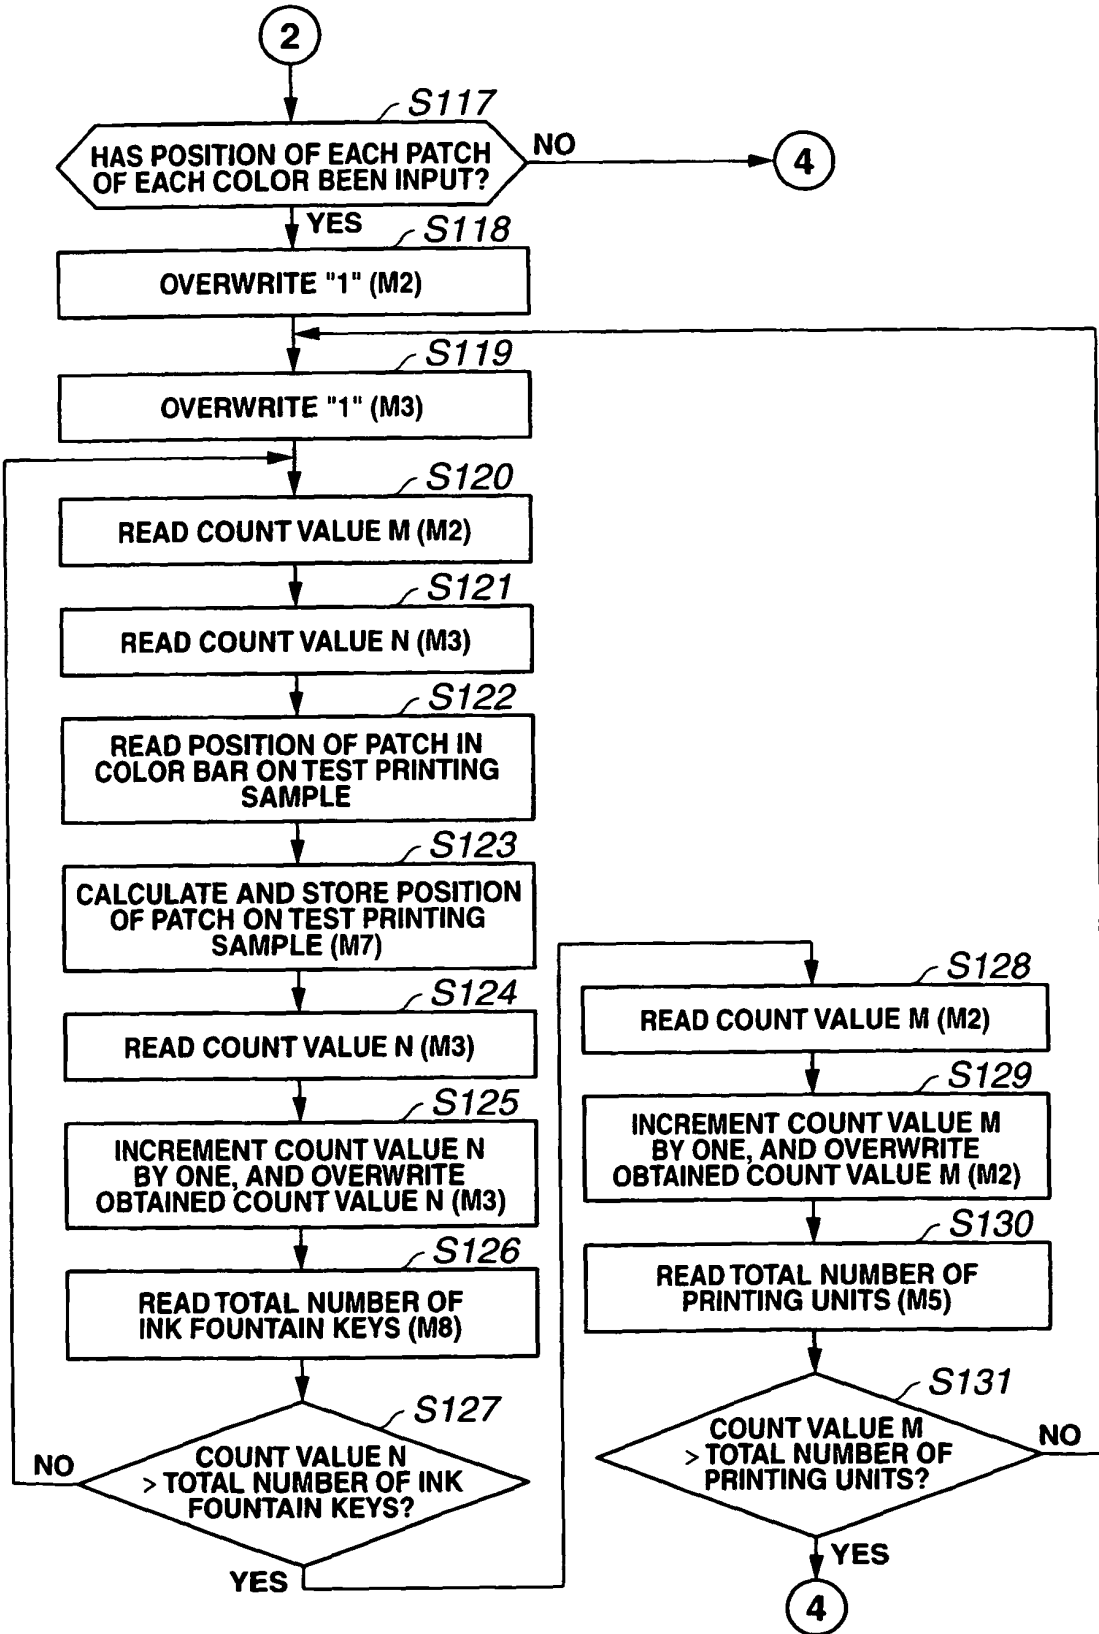 2
S117
HAS POSITION OF EACH PATCH
OF EACH COLOR BEEN INPUT?
NO
4
YES
S118
OVERWRITE "1" (M2)
S119
OVERWRITE "1" (M3)
S120
READ COUNT VALUE M (M2)
S121
READ COUNT VALUE N (M3)
S122
READ POSITION OF PATCH IN
COLOR BAR ON TEST PRINTING
SAMPLE
S123
CALCULATE AND STORE POSITION
OF PATCH ON TEST PRINTING
SAMPLE (M7)
S124
READ COUNT VALUE N (M3)
S125
INCREMENT COUNT VALUE N
BY ONE, AND OVERWRITE
OBTAINED COUNT VALUE N (M3)
S126
READ TOTAL NUMBER OF
INK FOUNTAIN KEYS (M8)
S127
COUNT VALUE N
> TOTAL NUMBER OF INK
FOUNTAIN KEYS?
NO
YES
S128
READ COUNT VALUE M (M2)
S129
INCREMENT COUNT VALUE M
BY ONE, AND OVERWRITE
OBTAINED COUNT VALUE M (M2)
S130
READ TOTAL NUMBER OF
PRINTING UNITS (M5)
S131
COUNT VALUE M
> TOTAL NUMBER OF
PRINTING UNITS?
NO
YES
4